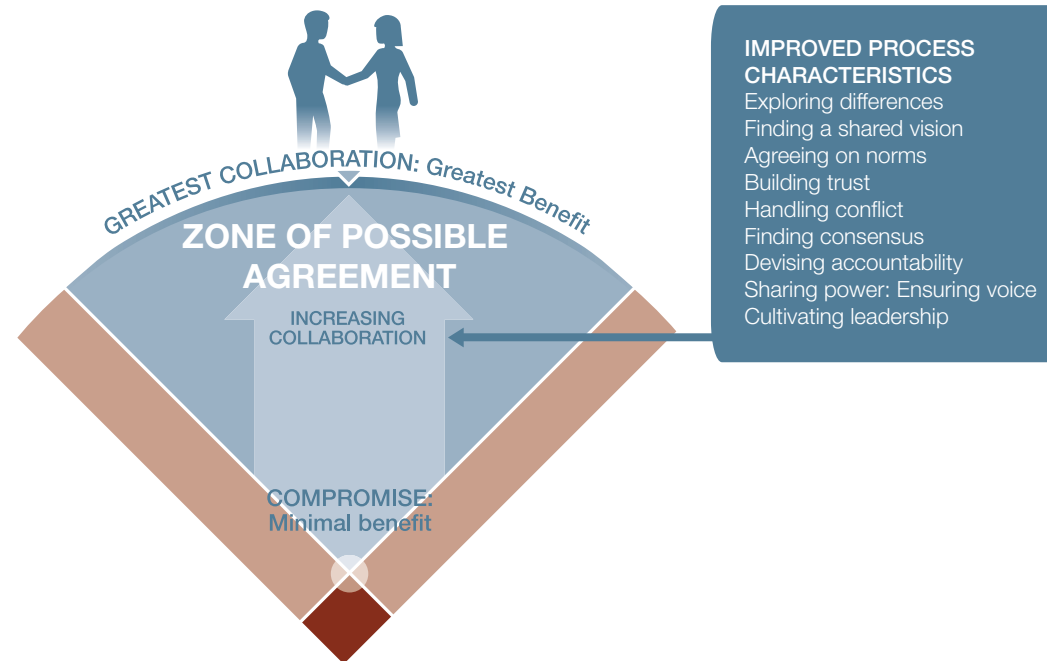 GREATEST COLLABORATION: Greatest Benefit
ZONE OF POSSIBLE
AGREEMENT
INCREASING
COLLABORATION
COMPROMISE:
Minimal benefit
IMPROVED PROCESS
CHARACTERISTICS
Exploring differences
Finding a shared vision
Agreeing on norms
Building trust
Handling conflict
Finding consensus
Devising accountability
Sharing power: Ensuring voice
Cultivating leadership